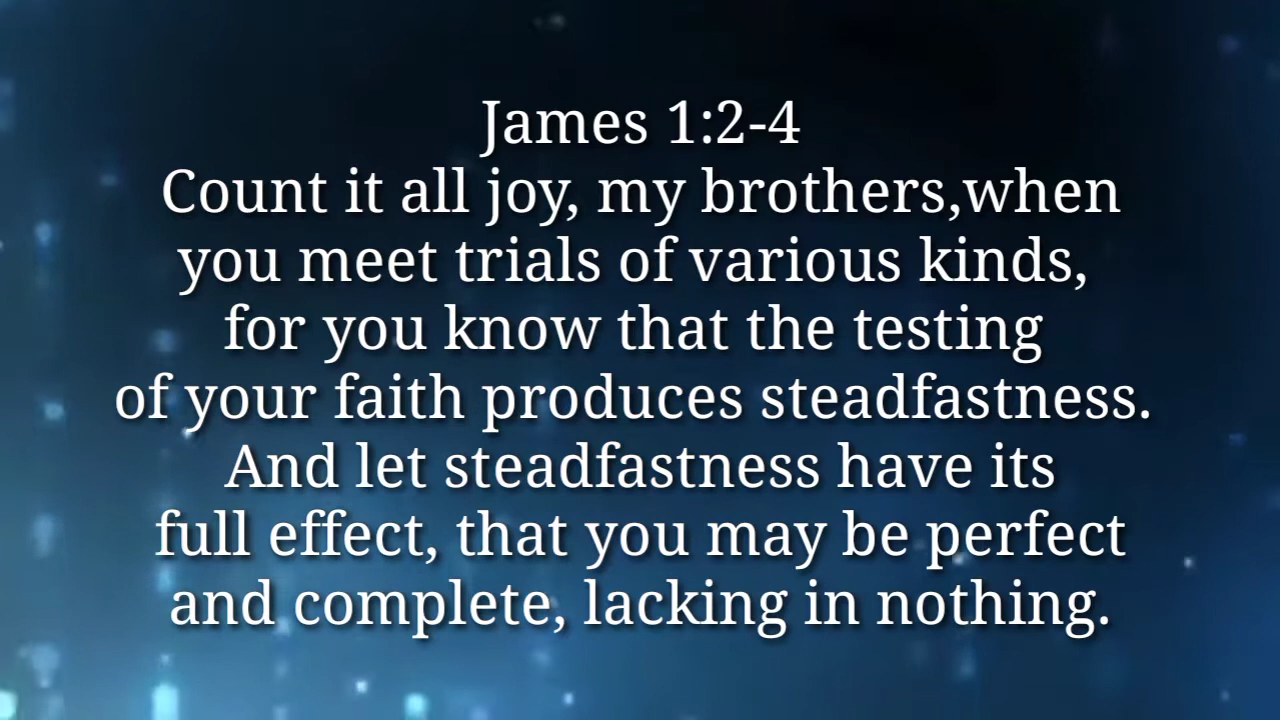 James 1:2-4
Count it all joy, my brothers,when
you meet trials of various kinds,
for you know that the testing
of your faith produces steadfastness.
And let steadfastness have its
full effect, that you may be perfect
and complete, lacking in nothing.